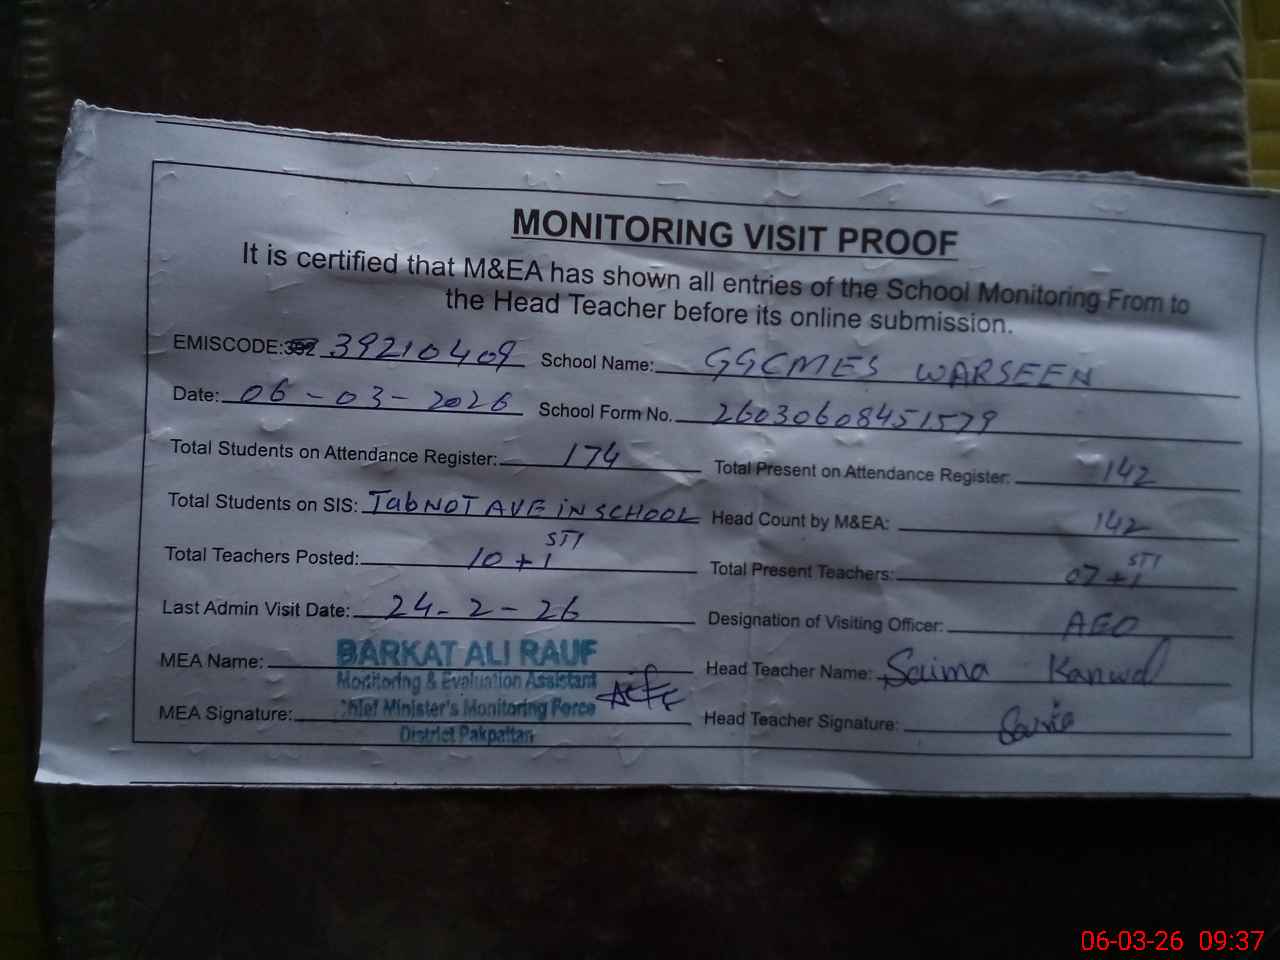 MONITORING VISIT PROOF
It is certified that M&EA has shown all entries of the School Monitoring From to
the Head Teacher before its online submission.
EMISCODE: 39210409 School Name: GGCMES WARSEEN
Date: 06-03-2026 School Form No. 26030608451579
Total Students on Attendance Register: 174 Total Present on Attendance Register: 142
Total Students on SIS: Tab NOT AVE iN SCHOOL Head Count by M&EA: 142
Total Teachers Posted: 10+1 STI Total Present Teachers: 07+1 STI
Last Admin Visit Date: 24-2-26 Designation of Visiting Officer: AEO
MEA Name: BARKAT ALI RAUF Head Teacher Name: Saima Kanwal
Monitoring & Evaluation Assistant
MEA Signature: Chief Minister's Monitoring Force Head Teacher Signature:
District Pakpattan
06-03-26 09:37